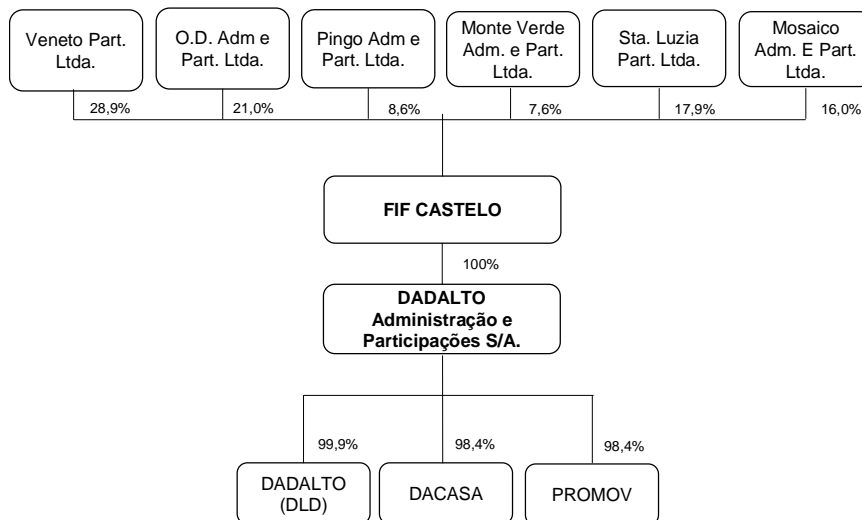 Veneto Part.
Ltda.
O.D. Adm e
Part. Ltda.
Pingo Adm e
Part. Ltda.
Monte Verde
Adm. e Part.
Ltda.
Sta. Luzia
Part. Ltda.
Mosaico
Adm. E Part.
Ltda.
28,9%
21,0%
8,6%
7,6%
17,9%
16,0%
FIF CASTELO
100%
DADALTO
Administração e
Participações S/A.
99,9%
98,4%
98,4%
DADALTO
(DLD)
DACASA
PROMOV